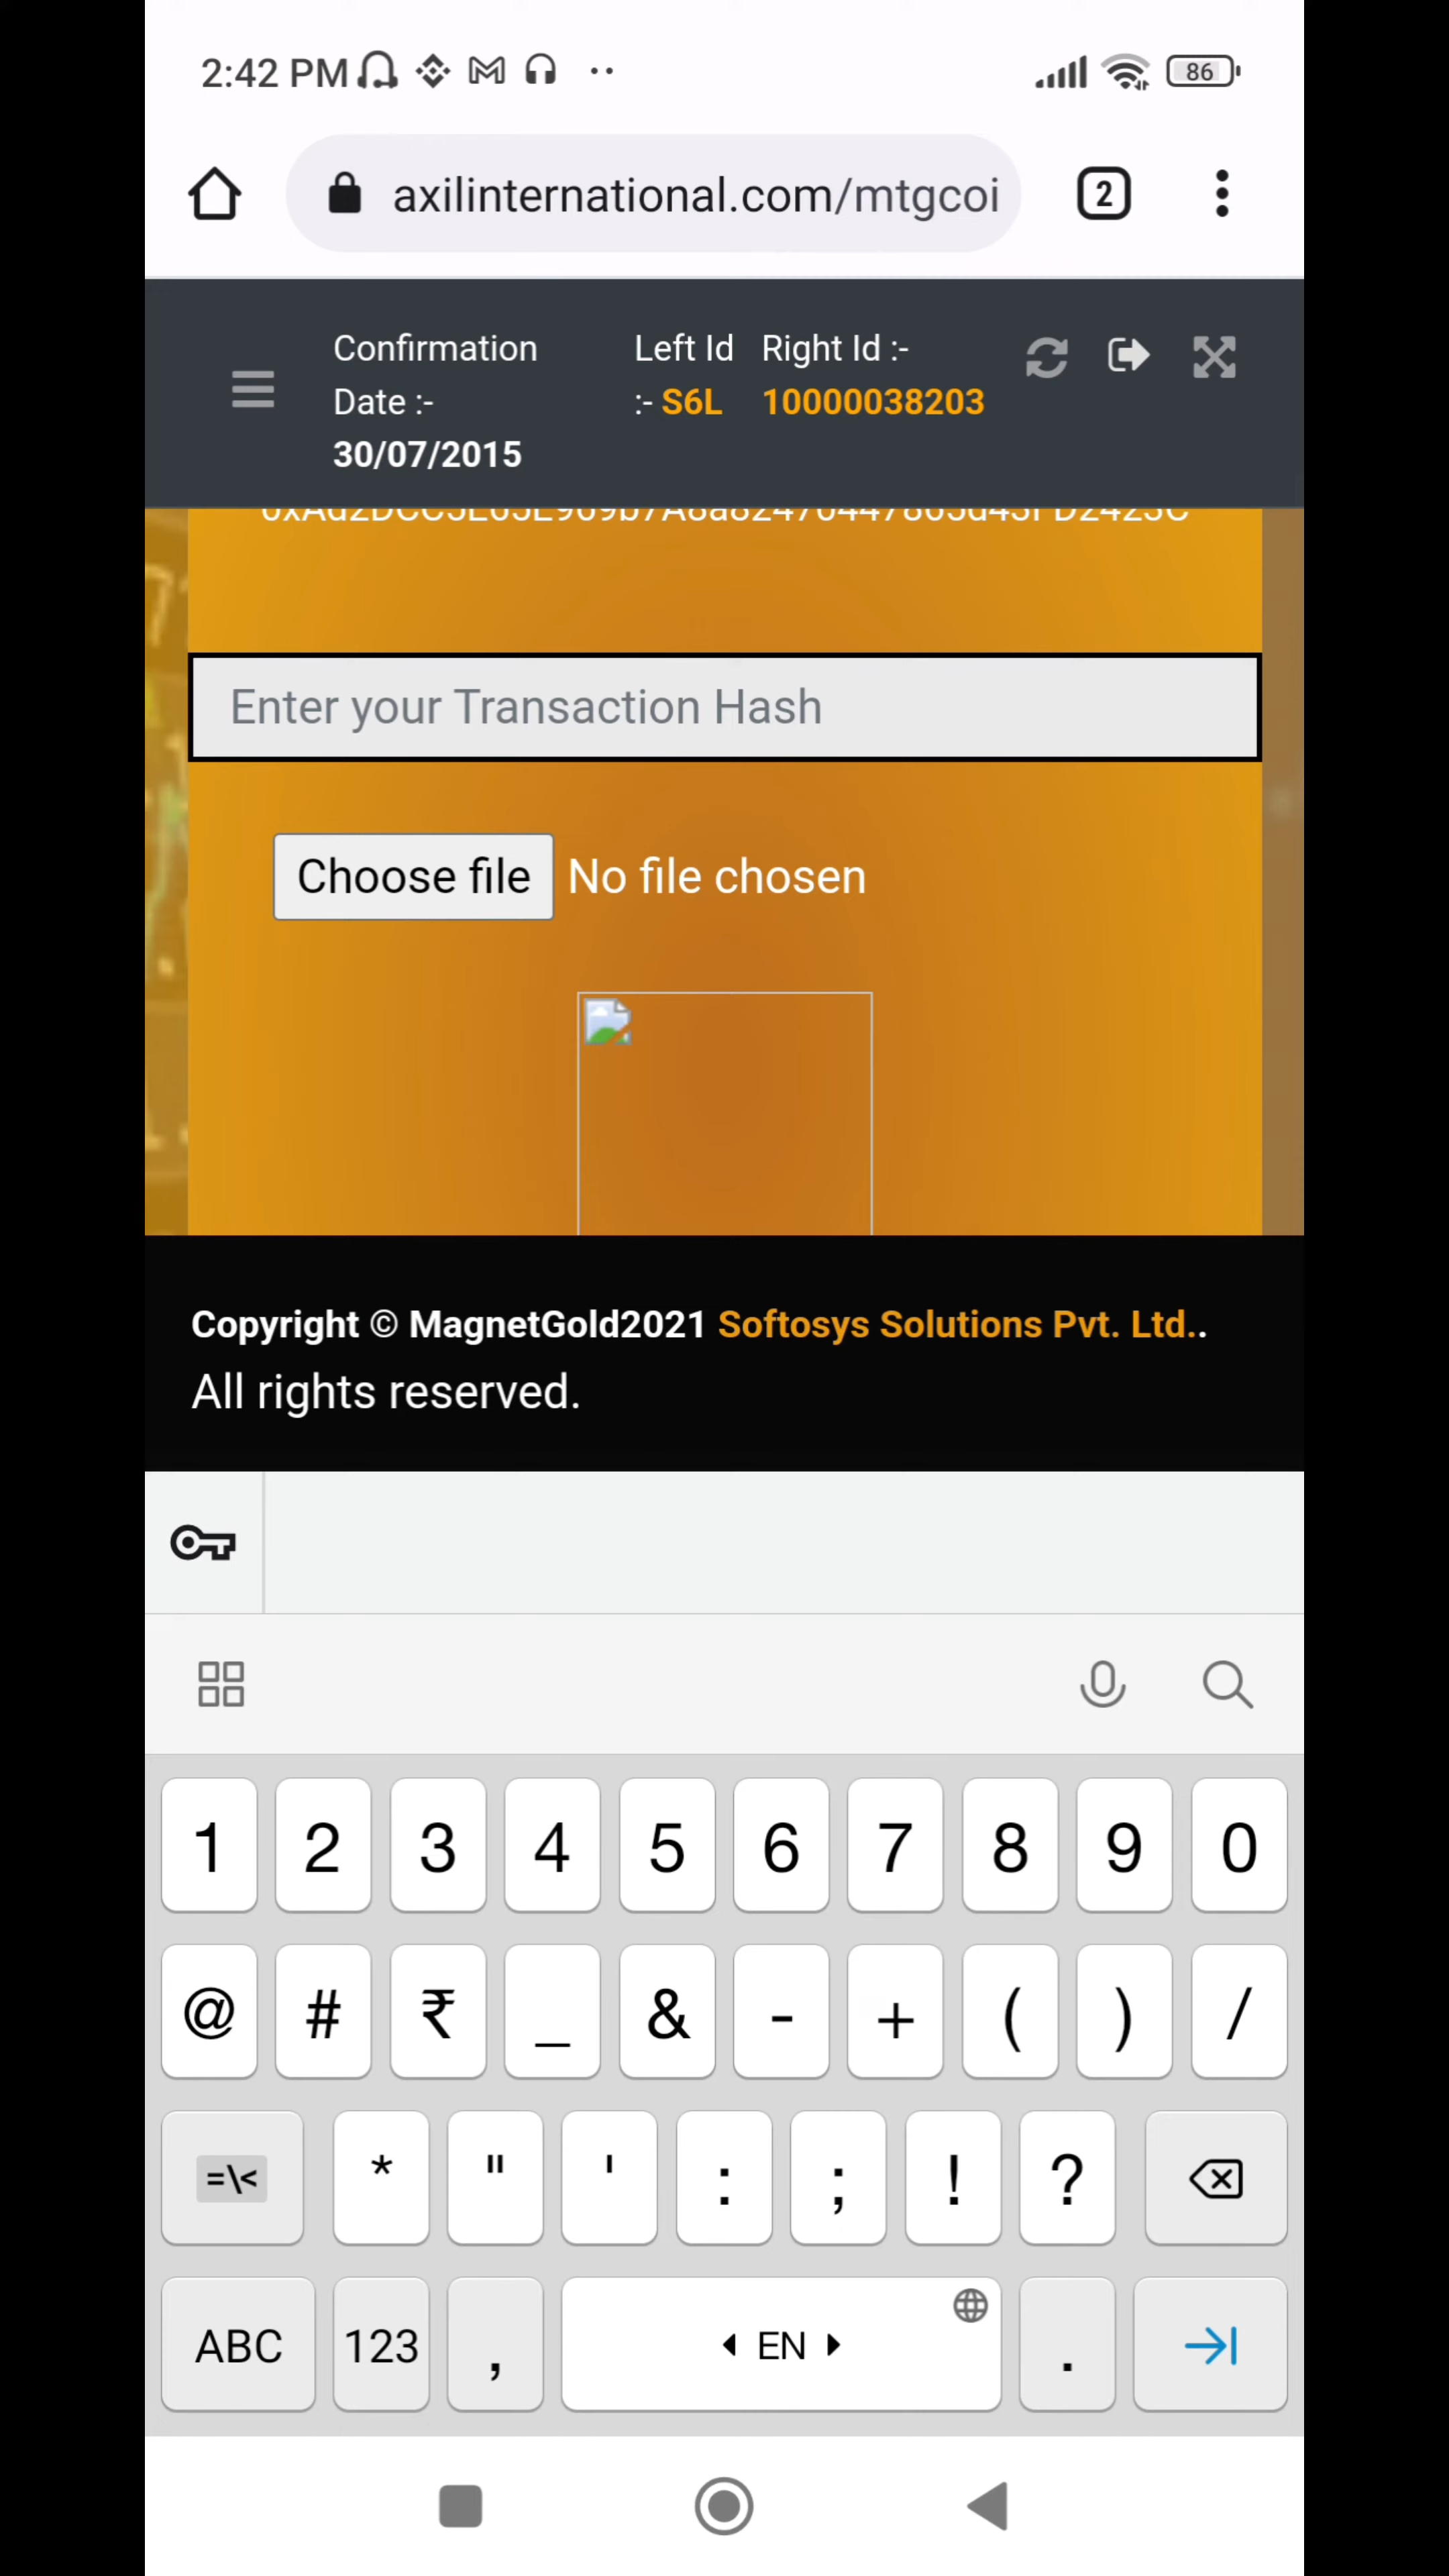 2:42 PM
86
axilinternational.com/mtgcoi
2
Confirmation Date :- 30/07/2015
Left Id :- S6L
Right Id :- 10000038203
Enter your Transaction Hash
Choose file No file chosen
Copyright © MagnetGold2021 Softosys Solutions Pvt. Ltd..
All rights reserved.
1 2 3 4 5 6 7 8 9 0
@ # ₹ _ & - + ( ) /
=\< * " ' : ; ! ?
ABC 123 , EN .